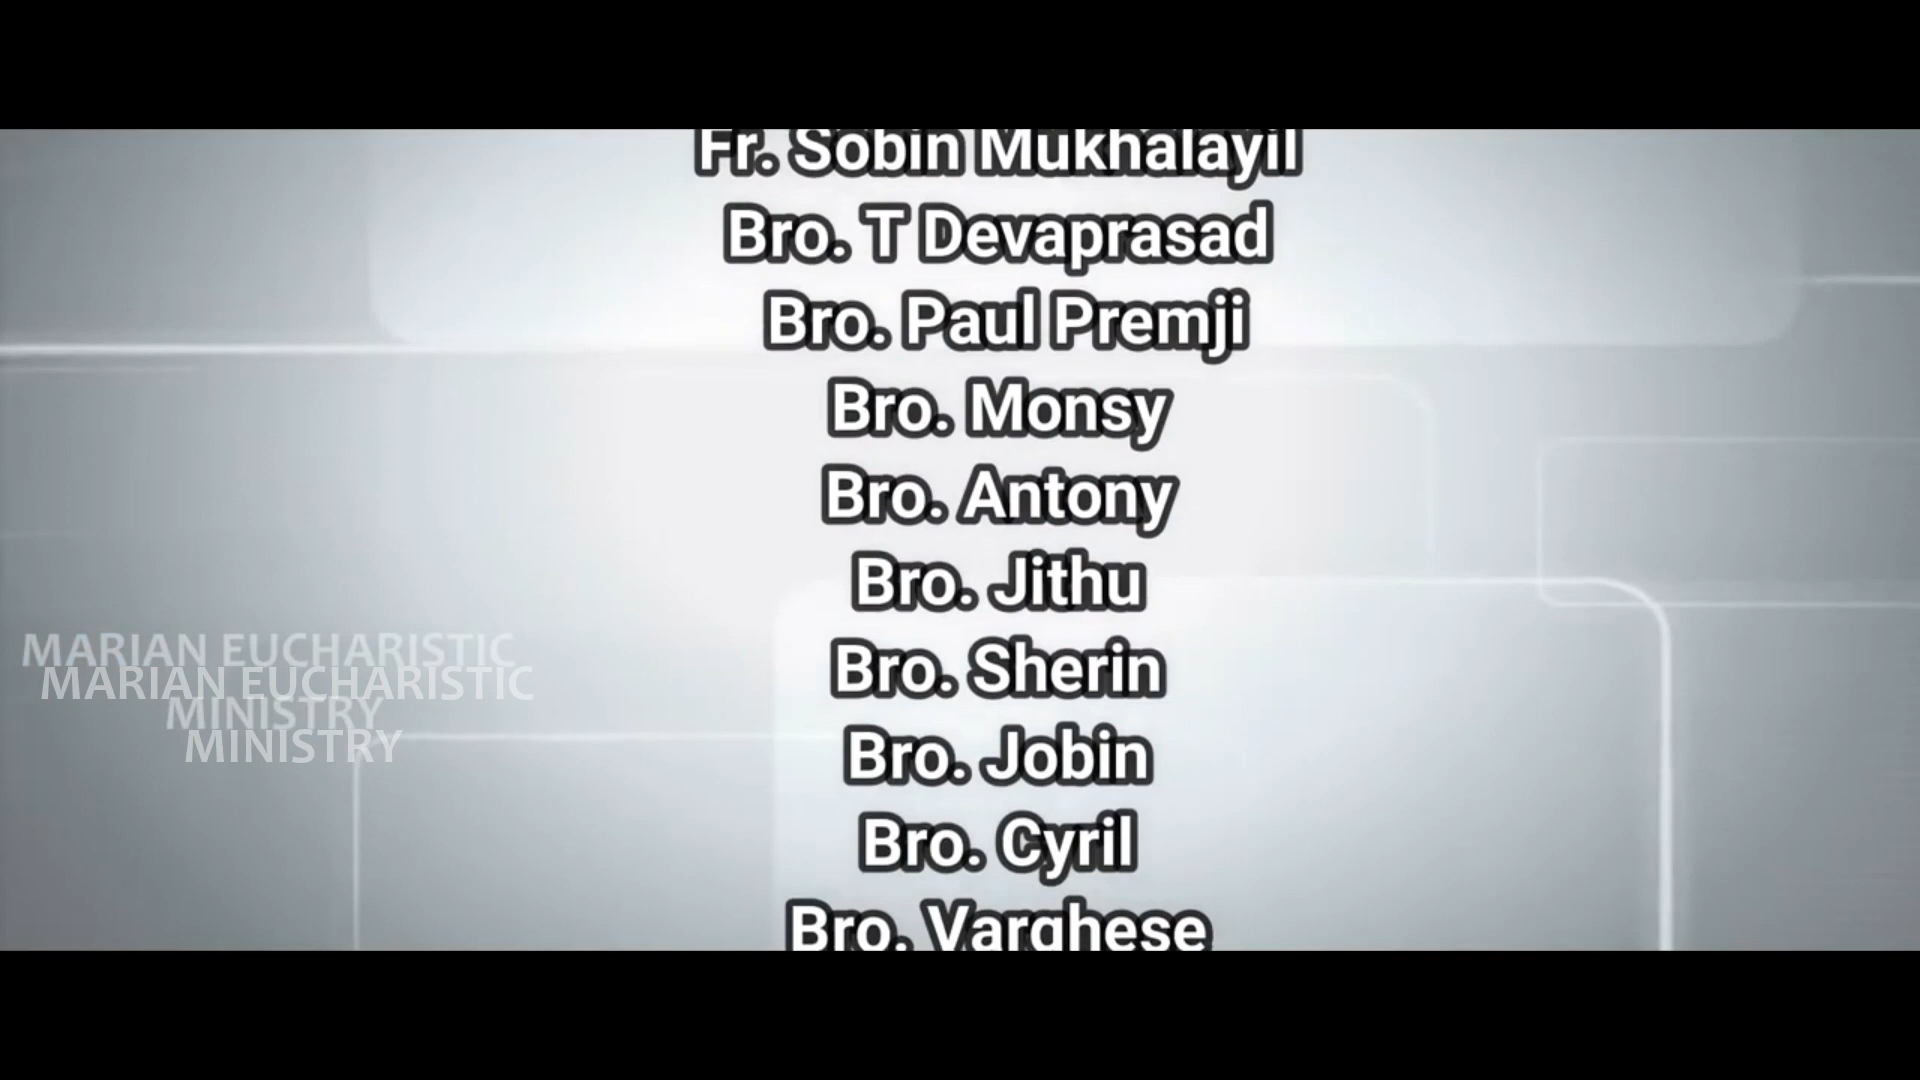 Fr. Sobin Mukhalayil
Bro. T Devaprasad
Bro. Paul Premji
Bro. Monsy
Bro. Antony
Bro. Jithu
Bro. Sherin
Bro. Jobin
Bro. Cyril
Bro. Varghese
MARIAN EUCHARISTIC
MARIAN EUCHARISTIC
MINISTRY
MINISTRY